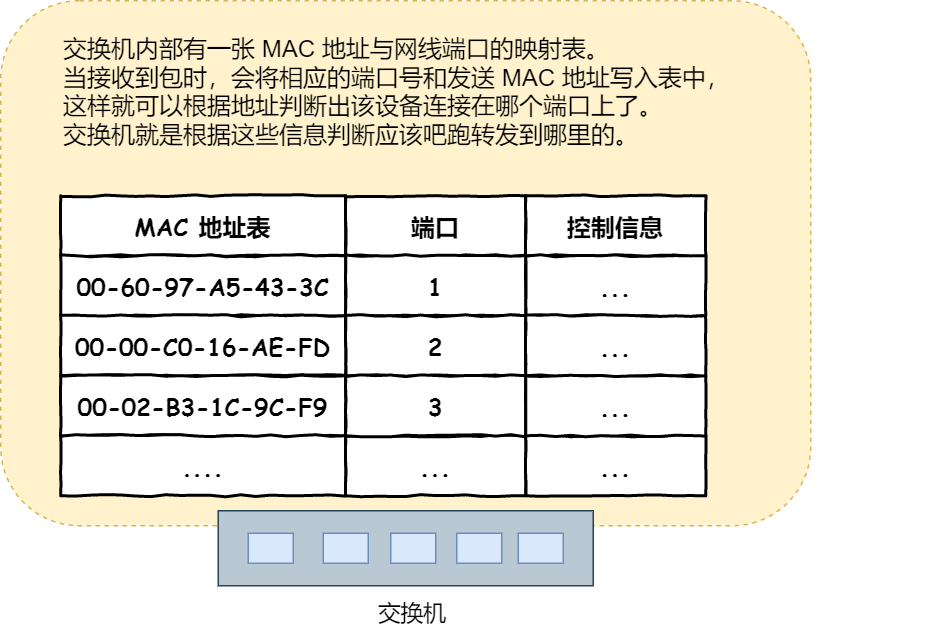 交换机内部有一张 MAC 地址与网线端口的映射表。
当接收到包时，会将相应的端口号和发送 MAC 地址写入表中，
这样就可以根据地址判断出该设备连接在哪个端口上了。
交换机就是根据这些信息判断应该吧跑转发到哪里的。
MAC 地址表 端口 控制信息
00-60-97-A5-43-3C 1 ...
00-00-C0-16-AE-FD 2 ...
00-02-B3-1C-9C-F9 3 ...
.... ... ...
交换机